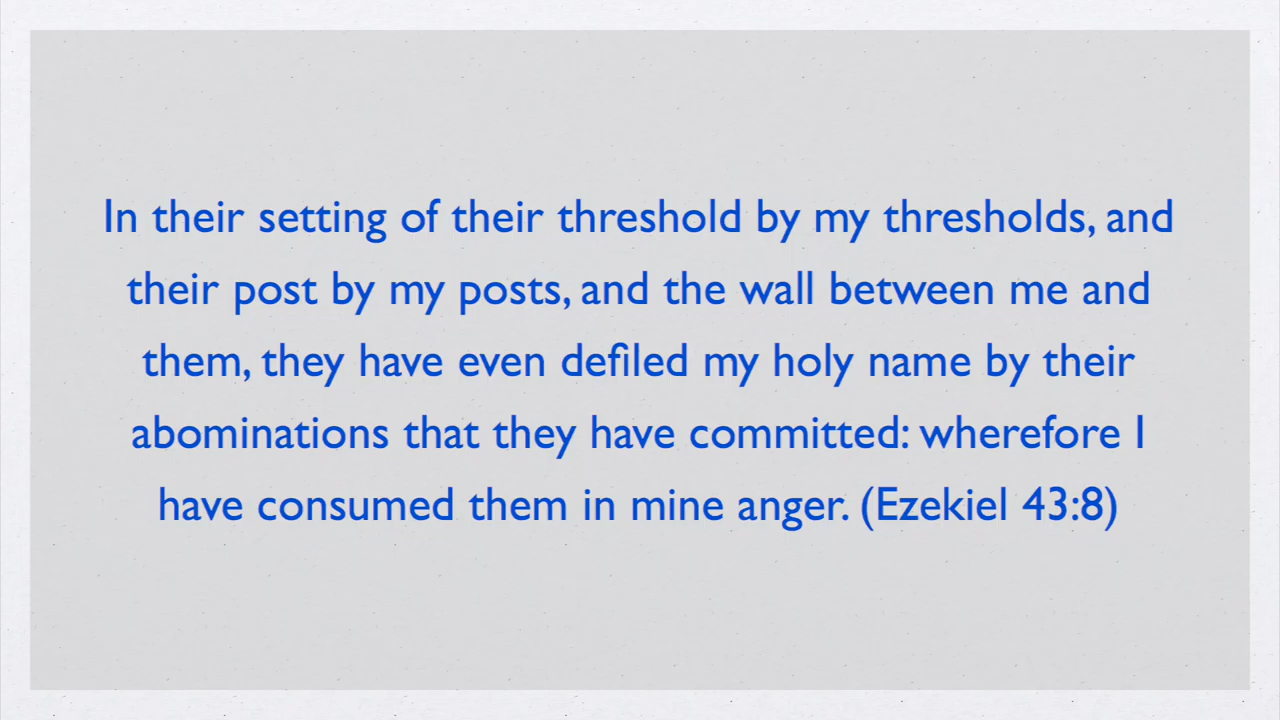 In their setting of their threshold by my thresholds, and
their post by my posts, and the wall between me and
them, they have even defiled my holy name by their
abominations that they have committed: wherefore I
have consumed them in mine anger. (Ezekiel 43:8)